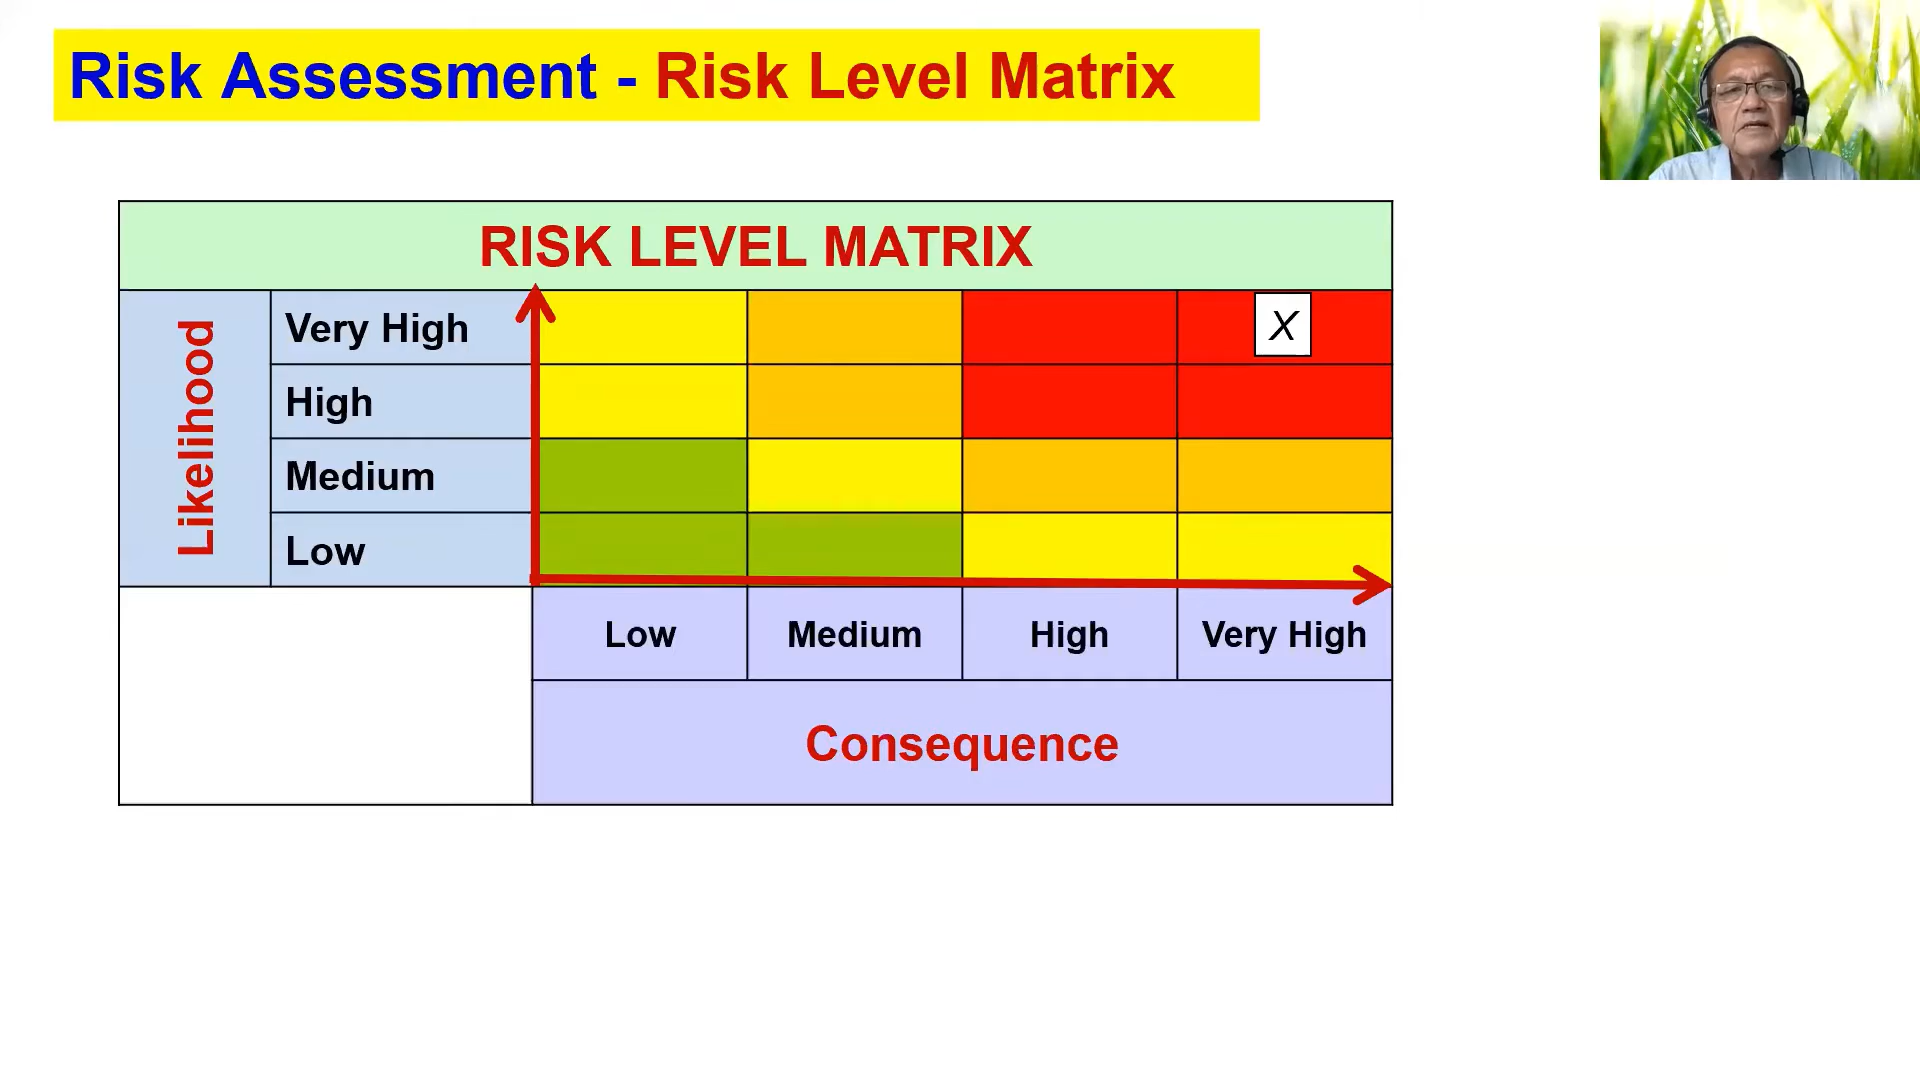 Risk Assessment - Risk Level Matrix
RISK LEVEL MATRIX
Likelihood
Very High
X
High
Medium
Low
Low Medium High Very High
Consequence